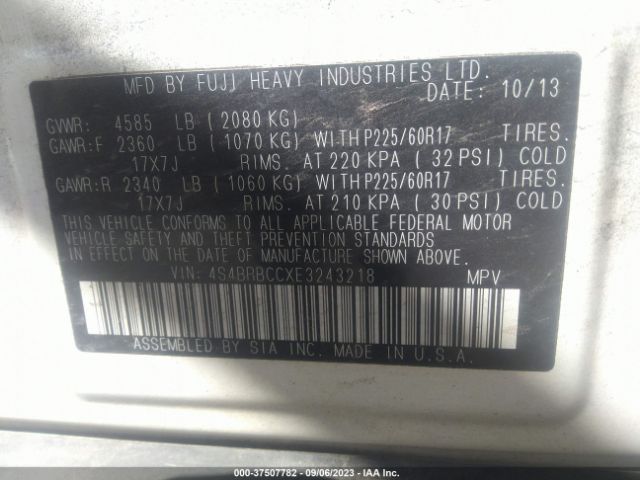 MFD BY FUJI HEAVY INDUSTRIES LTD.
DATE: 10/13
GVWR: 4585 LB ( 2080 KG)
GAWR:F 2360 LB ( 1070 KG) WITH P225/60R17 TIRES.
17X7J RIMS. AT 220 KPA ( 32 PSI) COLD
GAWR:R 2340 LB ( 1060 KG) WITH P225/60R17 TIRES.
17X7J RIMS. AT 210 KPA ( 30 PSI) COLD
THIS VEHICLE CONFORMS TO ALL APPLICABLE FEDERAL MOTOR
VEHICLE SAFETY AND THEFT PREVENTION STANDARDS
IN EFFECT ON THE DATE OF MANUFACTURE SHOWN ABOVE.
VIN: 4S4BRBCCXE3243218 MPV
ASSEMBLED BY SIA INC. MADE IN U.S.A.
000-37507782 - 09/06/2023 - IAA Inc.